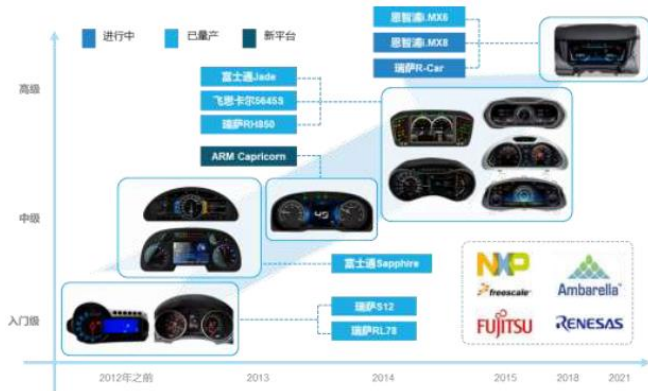 进行中
已量产
新平台
恩智浦i.MX6
恩智浦i.MX8
瑞萨R-Car
高级
富士通Jade
飞思卡尔5645S
瑞萨RH850
ARM Capricorn
中级
富士通Sapphire
NXP
freescale
Ambarella
FUJITSU
RENESAS
瑞萨S12
瑞萨RL78
入门级
2012年之前
2013
2014
2015
2018
2021